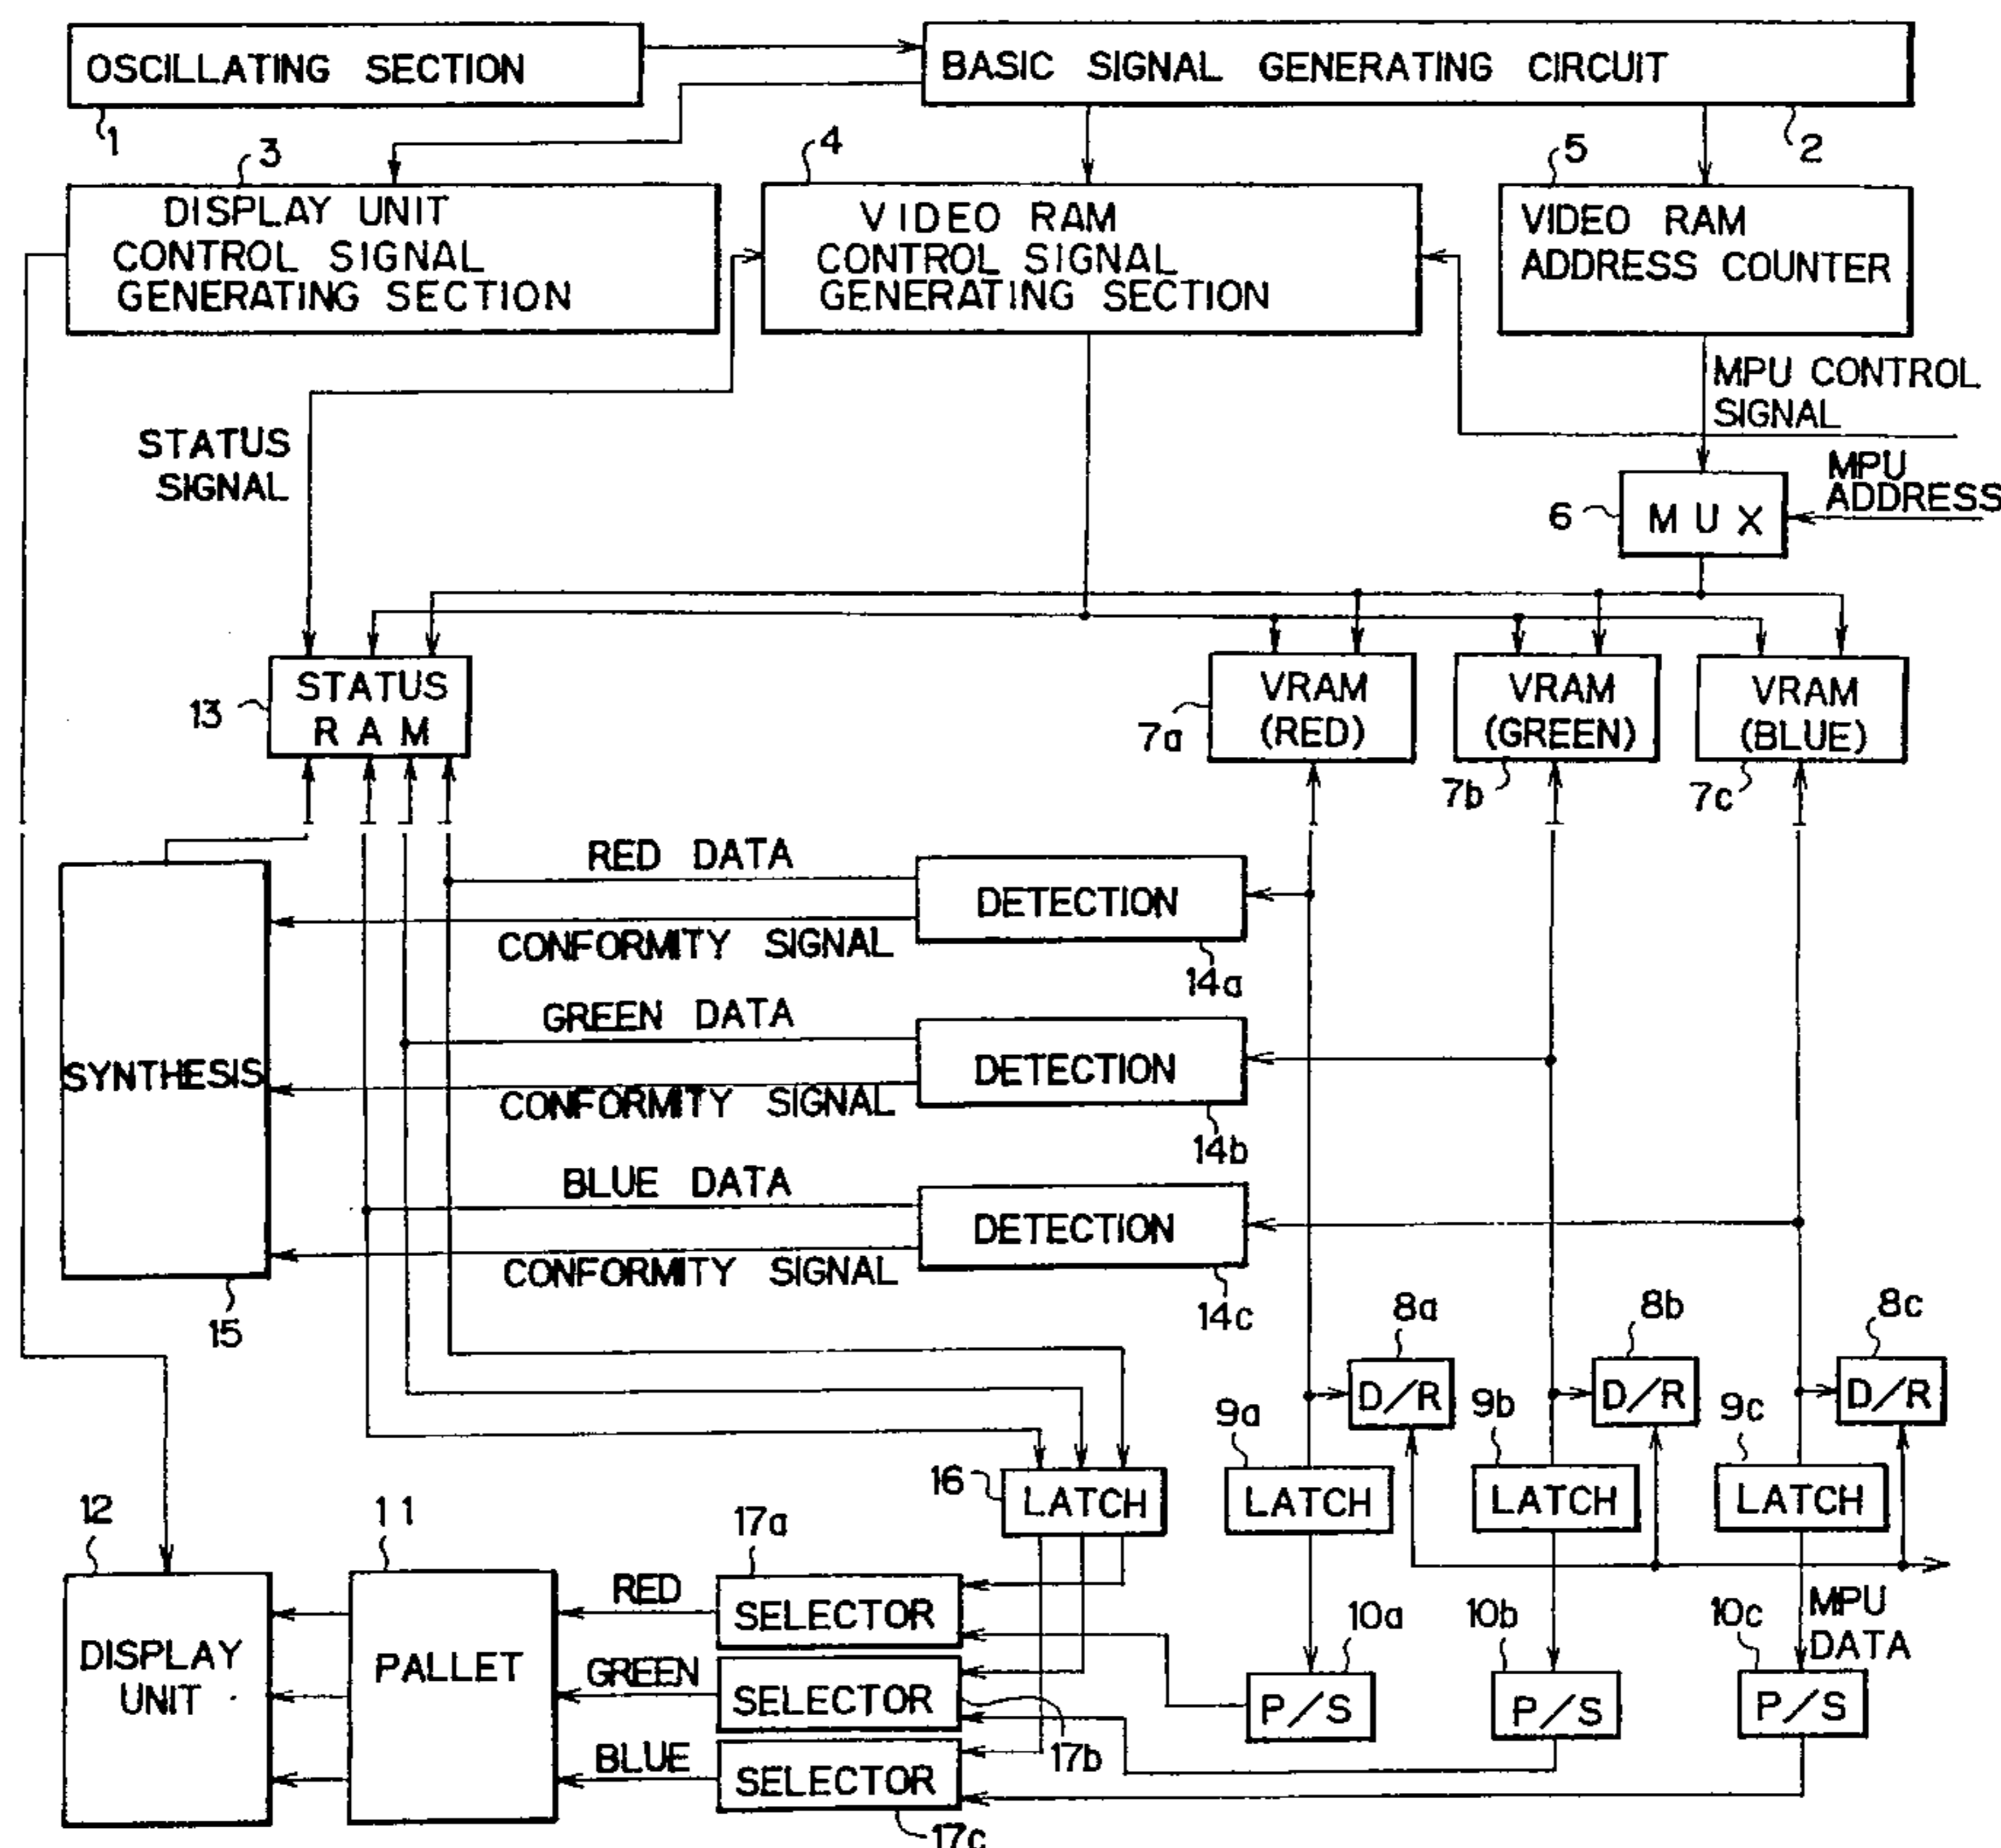 OSCILLATING SECTION
BASIC SIGNAL GENERATING CIRCUIT
1
2
3
4
5
DISPLAY UNIT
CONTROL SIGNAL
GENERATING SECTION
VIDEO RAM
CONTROL SIGNAL
GENERATING SECTION
VIDEO RAM
ADDRESS COUNTER
MPU CONTROL
SIGNAL
STATUS
SIGNAL
MPU
ADDRESS
6
MUX
STATUS
RAM
13
VRAM
(RED)
7a
VRAM
(GREEN)
7b
VRAM
(BLUE)
7c
RED DATA
DETECTION
CONFORMITY SIGNAL
14a
GREEN DATA
DETECTION
SYNTHESIS
CONFORMITY SIGNAL
14b
BLUE DATA
DETECTION
CONFORMITY SIGNAL
14c
15
8a
8b
8c
D/R
D/R
D/R
9a
9b
9c
16
LATCH
LATCH
LATCH
LATCH
12
11
17a
RED
SELECTOR
10a
10b
10c
MPU
DATA
DISPLAY
UNIT
PALLET
GREEN
SELECTOR
P/S
P/S
P/S
17b
BLUE
SELECTOR
17c